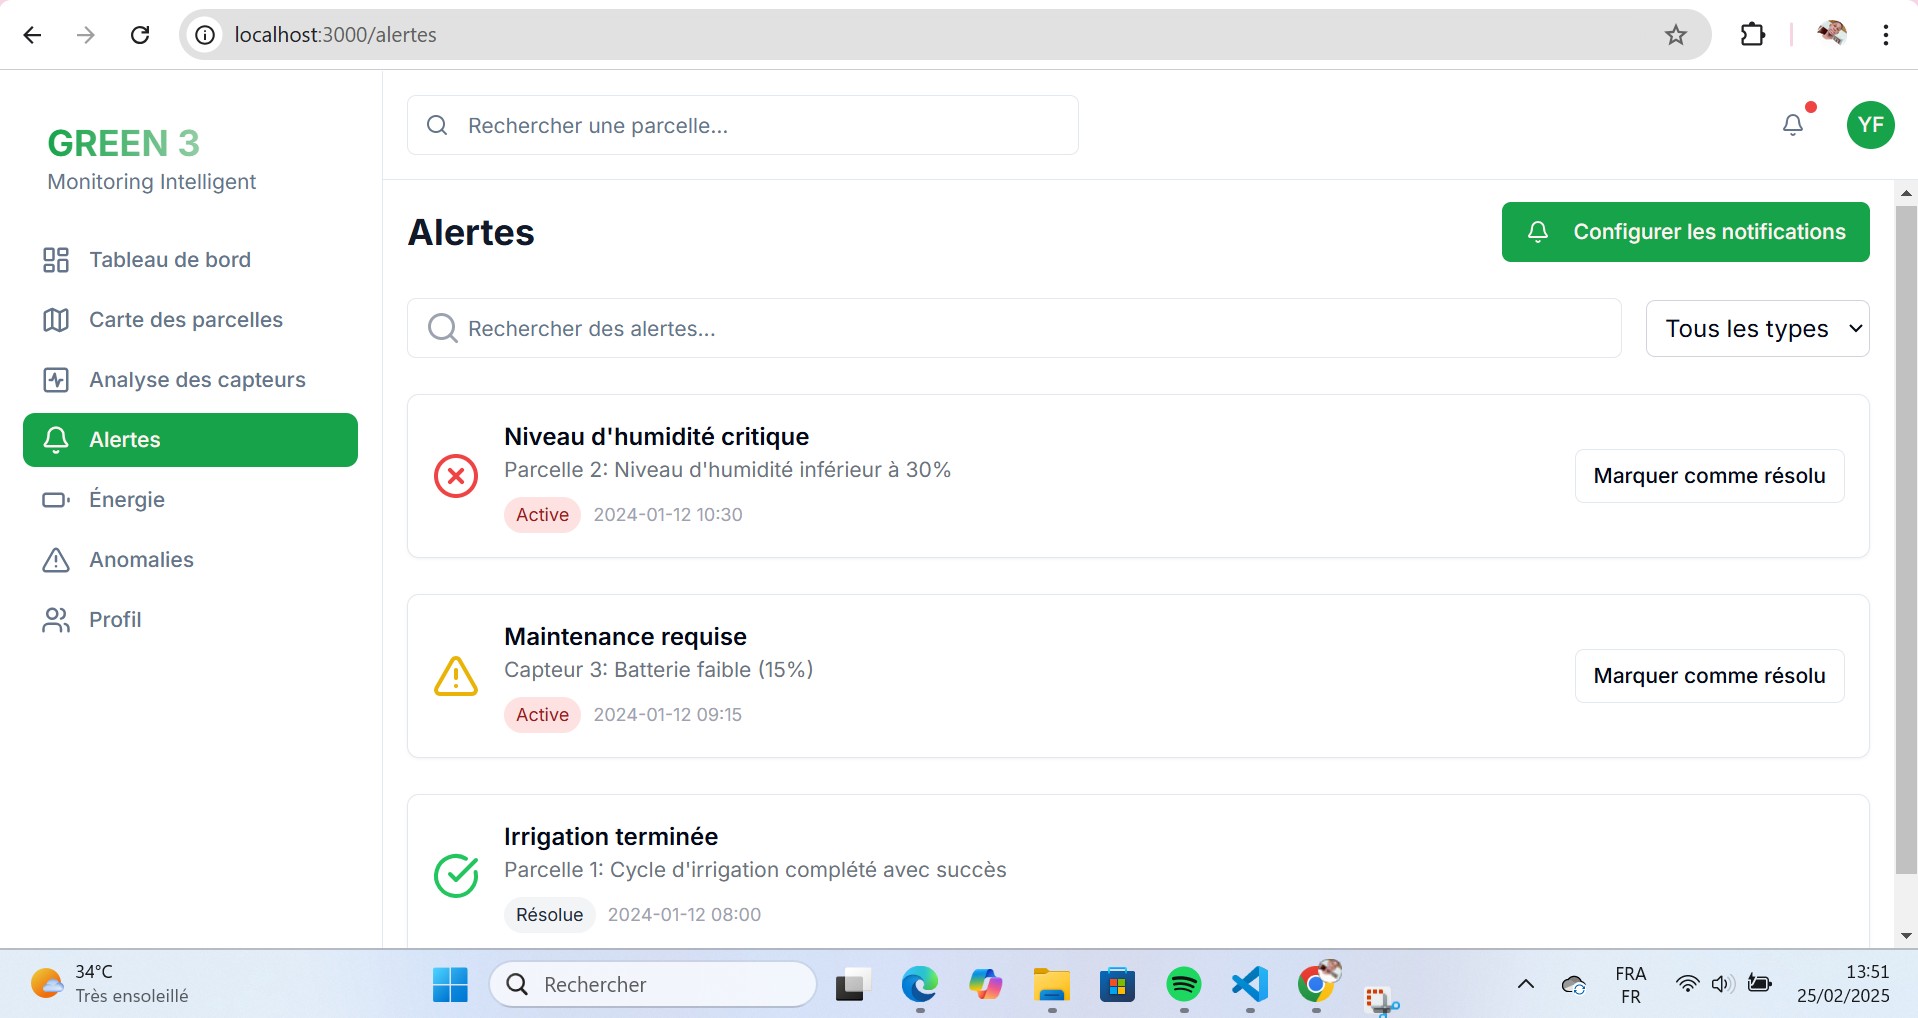 localhost:3000/alertes
GREEN 3
Monitoring Intelligent
Tableau de bord
Carte des parcelles
Analyse des capteurs
Alertes
Énergie
Anomalies
Profil
Rechercher une parcelle...
YF
Alertes
Configurer les notifications
Rechercher des alertes...
Tous les types
Niveau d'humidité critique
Parcelle 2: Niveau d'humidité inférieur à 30%
Active 2024-01-12 10:30
Marquer comme résolu
Maintenance requise
Capteur 3: Batterie faible (15%)
Active 2024-01-12 09:15
Marquer comme résolu
Irrigation terminée
Parcelle 1: Cycle d'irrigation complété avec succès
Résolue 2024-01-12 08:00
34°C
Très ensoleillé
Rechercher
FRA
FR
13:51
25/02/2025